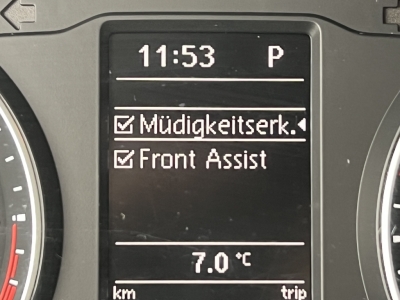 11:53 P
Müdigkeitserk.
Front Assist
7.0 °C
km trip